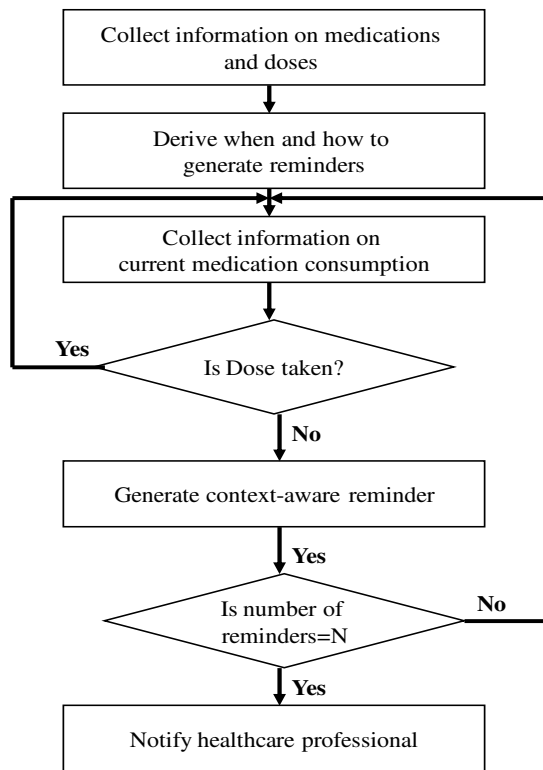 Collect information on medications
and doses
Derive when and how to
generate reminders
Collect information on
current medication consumption
Yes
Is Dose taken?
No
Generate context-aware reminder
Yes
Is number of
reminders=N
No
Yes
Notify healthcare professional